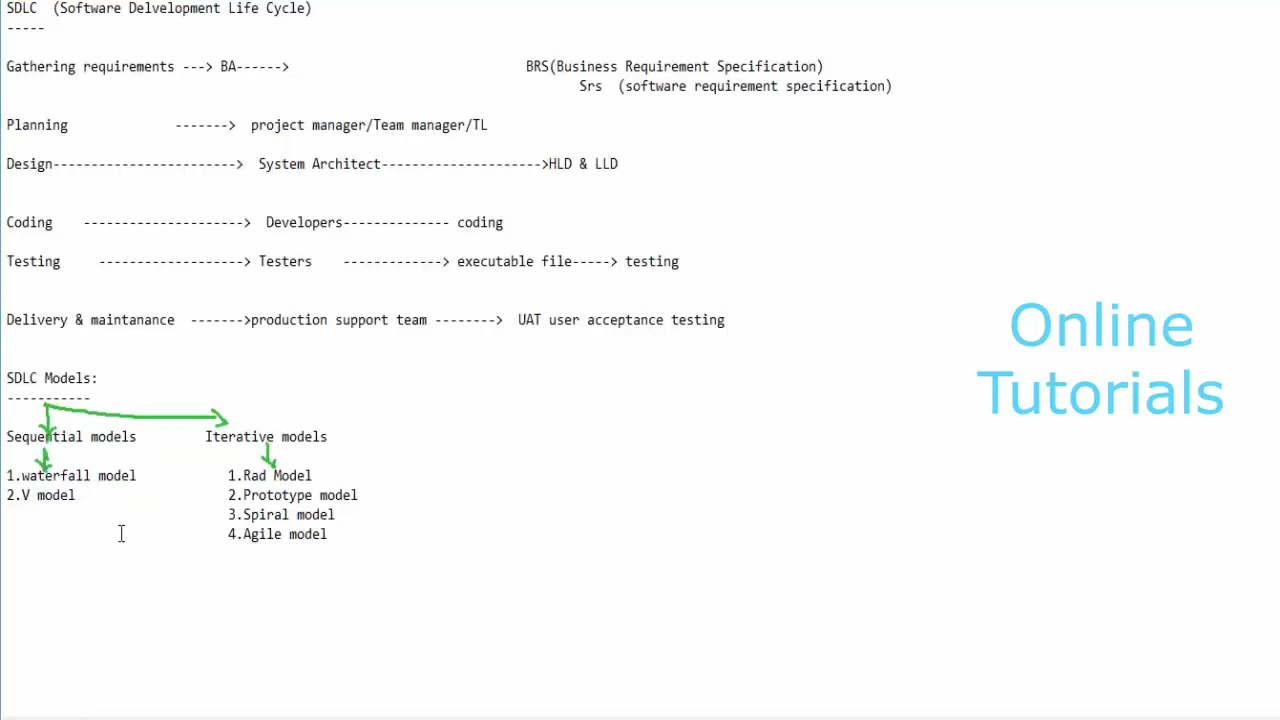 SDLC (Software Delvelopment Life Cycle)
-----
Gathering requirements ---> BA------> BRS(Business Requirement Specification)
Srs (software requirement specification)
Planning -------> project manager/Team manager/TL
Design------------------------> System Architect--------------------->HLD & LLD
Coding ---------------------> Developers-------------- coding
Testing -------------------> Testers -------------> executable file-----> testing
Delivery & maintanance ------->production support team --------> UAT user acceptance testing
Online
Tutorials
SDLC Models:
-----------
Sequential models Iterative models
1.waterfall model 1.Rad Model
2.V model 2.Prototype model
3.Spiral model
4.Agile model